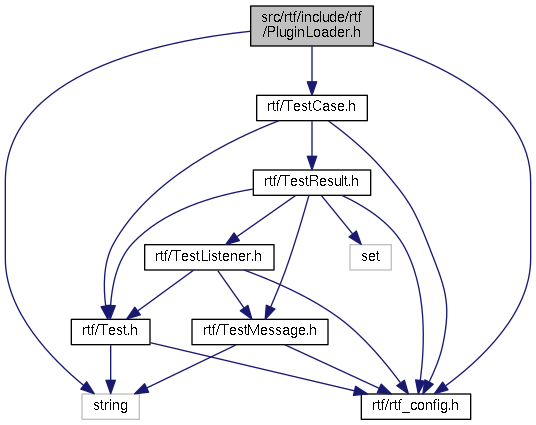 src/rtf/include/rtf
/PluginLoader.h
rtf/TestCase.h
rtf/TestResult.h
rtf/TestListener.h
set
rtf/Test.h
rtf/TestMessage.h
string
rtf/rtf_config.h